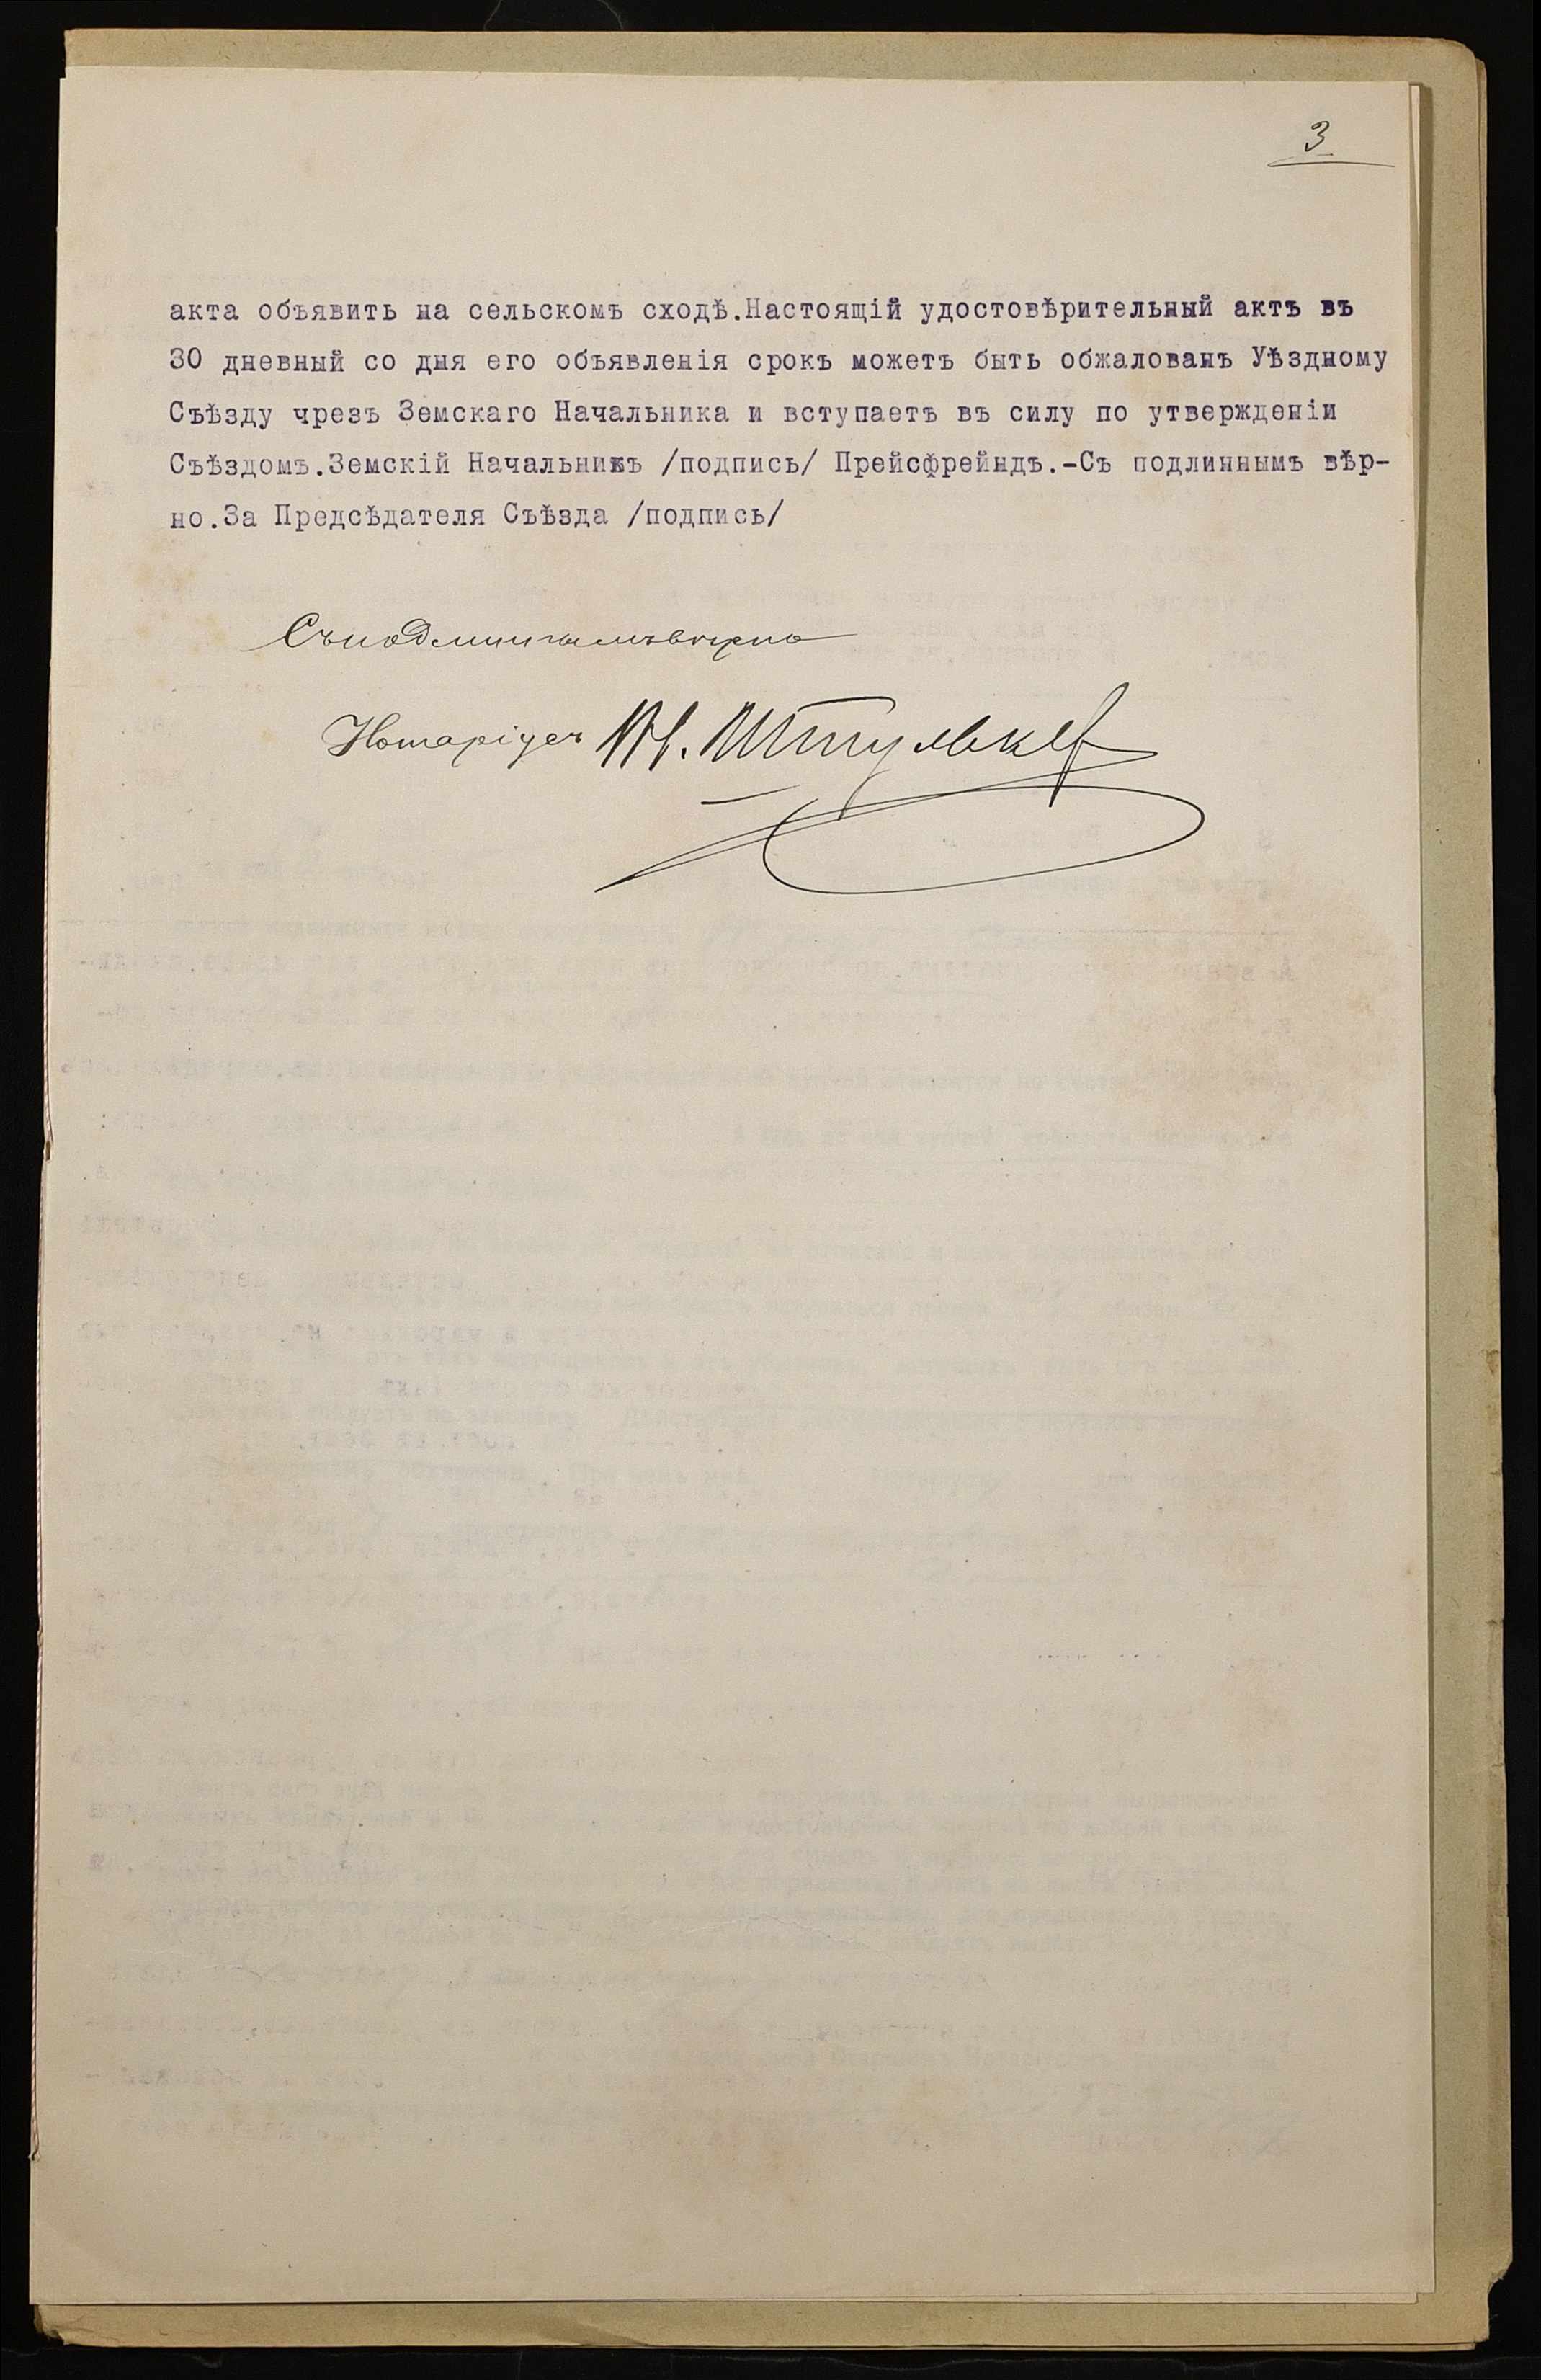 3
акта объявить на сельскомъ сходѣ.Настоящій удостовѣрительный актъ въ
30 дневный со дня его объявленія срокъ можетъ быть обжалованъ Уѣздному
Съѣзду чрезъ Земскаго Начальника и вступаетъ въ силу по утвержденіи
Съѣздомъ.Земскій Начальникъ /подпись/ Прейсфрейндъ.-Съ подлиннымъ вѣр-
но.За Предсѣдателя Съѣзда /подпись/
Съ подлиннымъ вѣрно
Нотаріусъ